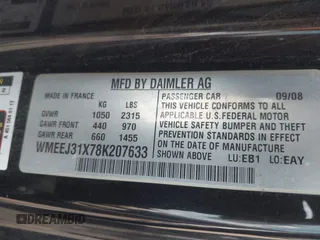 MFD BY DAIMLER AG
MADE IN FRANCE
PASSENGER CAR
09/08
KG LBS
GVWR 1050 2315
GAWR FRONT 440 970
GAWR REAR 660 1455
THIS VEHICLE CONFORMS TO ALL
APPLICABLE U.S.FEDERAL MOTOR
VEHICLE SAFETY BUMPER AND THEFT
PREVENTION STANDARDS IN EFFECT ON THE
DATE OF MANUFACTURE SHOWN ABOVE
WMEEJ31X78K207633
LU:EB1 LO:EAY
DREAMBID